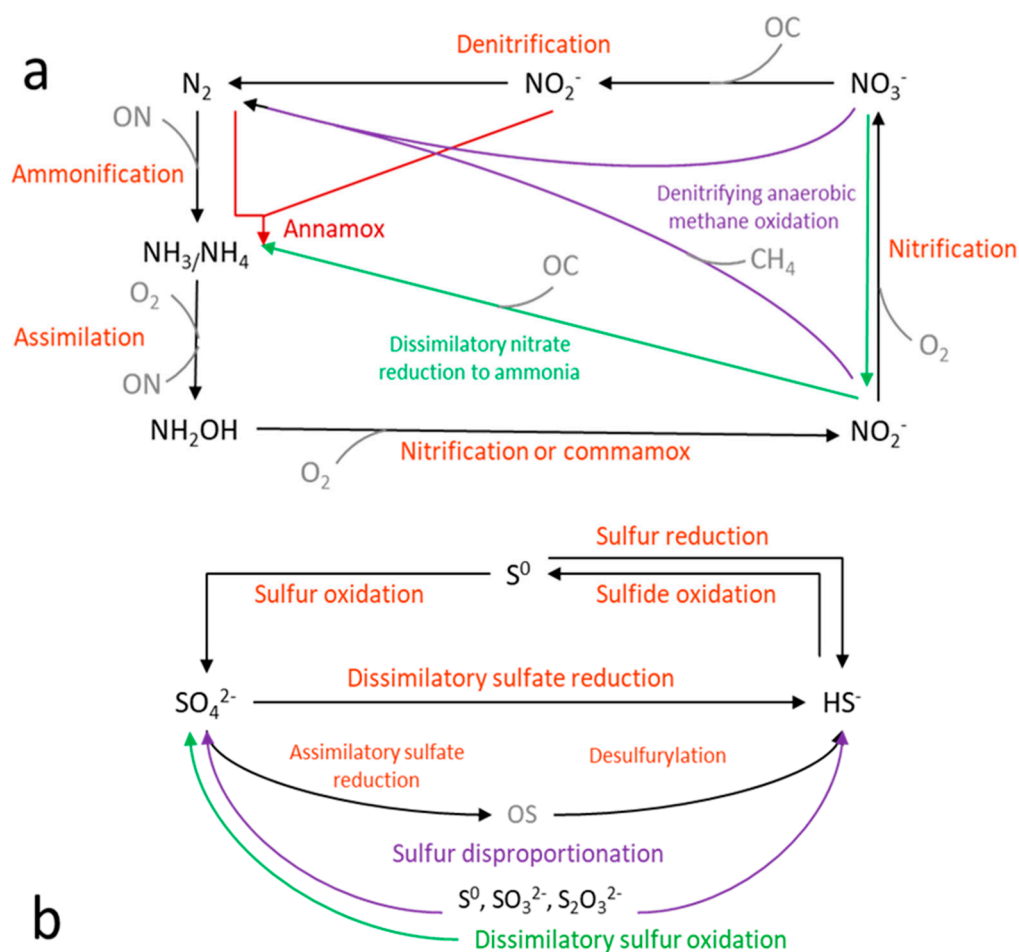 a
Denitrification
OC
N₂
NO₂⁻
NO₃⁻
ON
Ammonification
Denitrifying anaerobic
methane oxidation
Annamox
NH₃/NH₄
OC
CH₄
Nitrification
O₂
Assimilation
ON
Dissimilatory nitrate
reduction to ammonia
O₂
NH₂OH
NO₂⁻
Nitrification or commamox
O₂
Sulfur reduction
S⁰
Sulfur oxidation
Sulfide oxidation
Dissimilatory sulfate reduction
SO₄²⁻
HS⁻
Assimilatory sulfate
reduction
Desulfurylation
OS
Sulfur disproportionation
S⁰, SO₃²⁻, S₂O₃²⁻
b
Dissimilatory sulfur oxidation